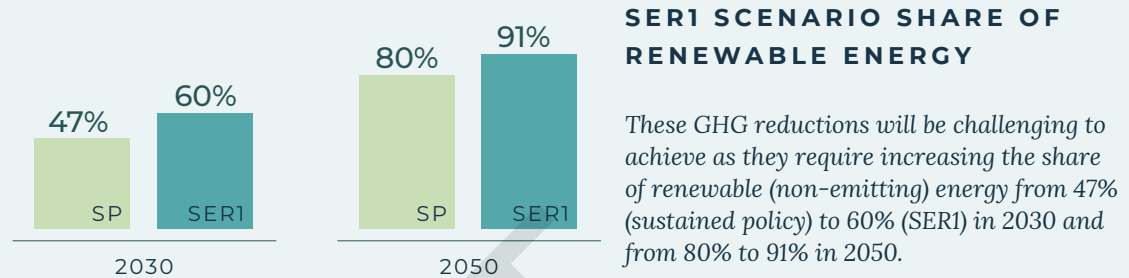 47%
60%
SP
SER1
2030
80%
91%
SP
SER1
2050
SER1 SCENARIO SHARE OF
RENEWABLE ENERGY
These GHG reductions will be challenging to
achieve as they require increasing the share
of renewable (non-emitting) energy from 47%
(sustained policy) to 60% (SER1) in 2030 and
from 80% to 91% in 2050.